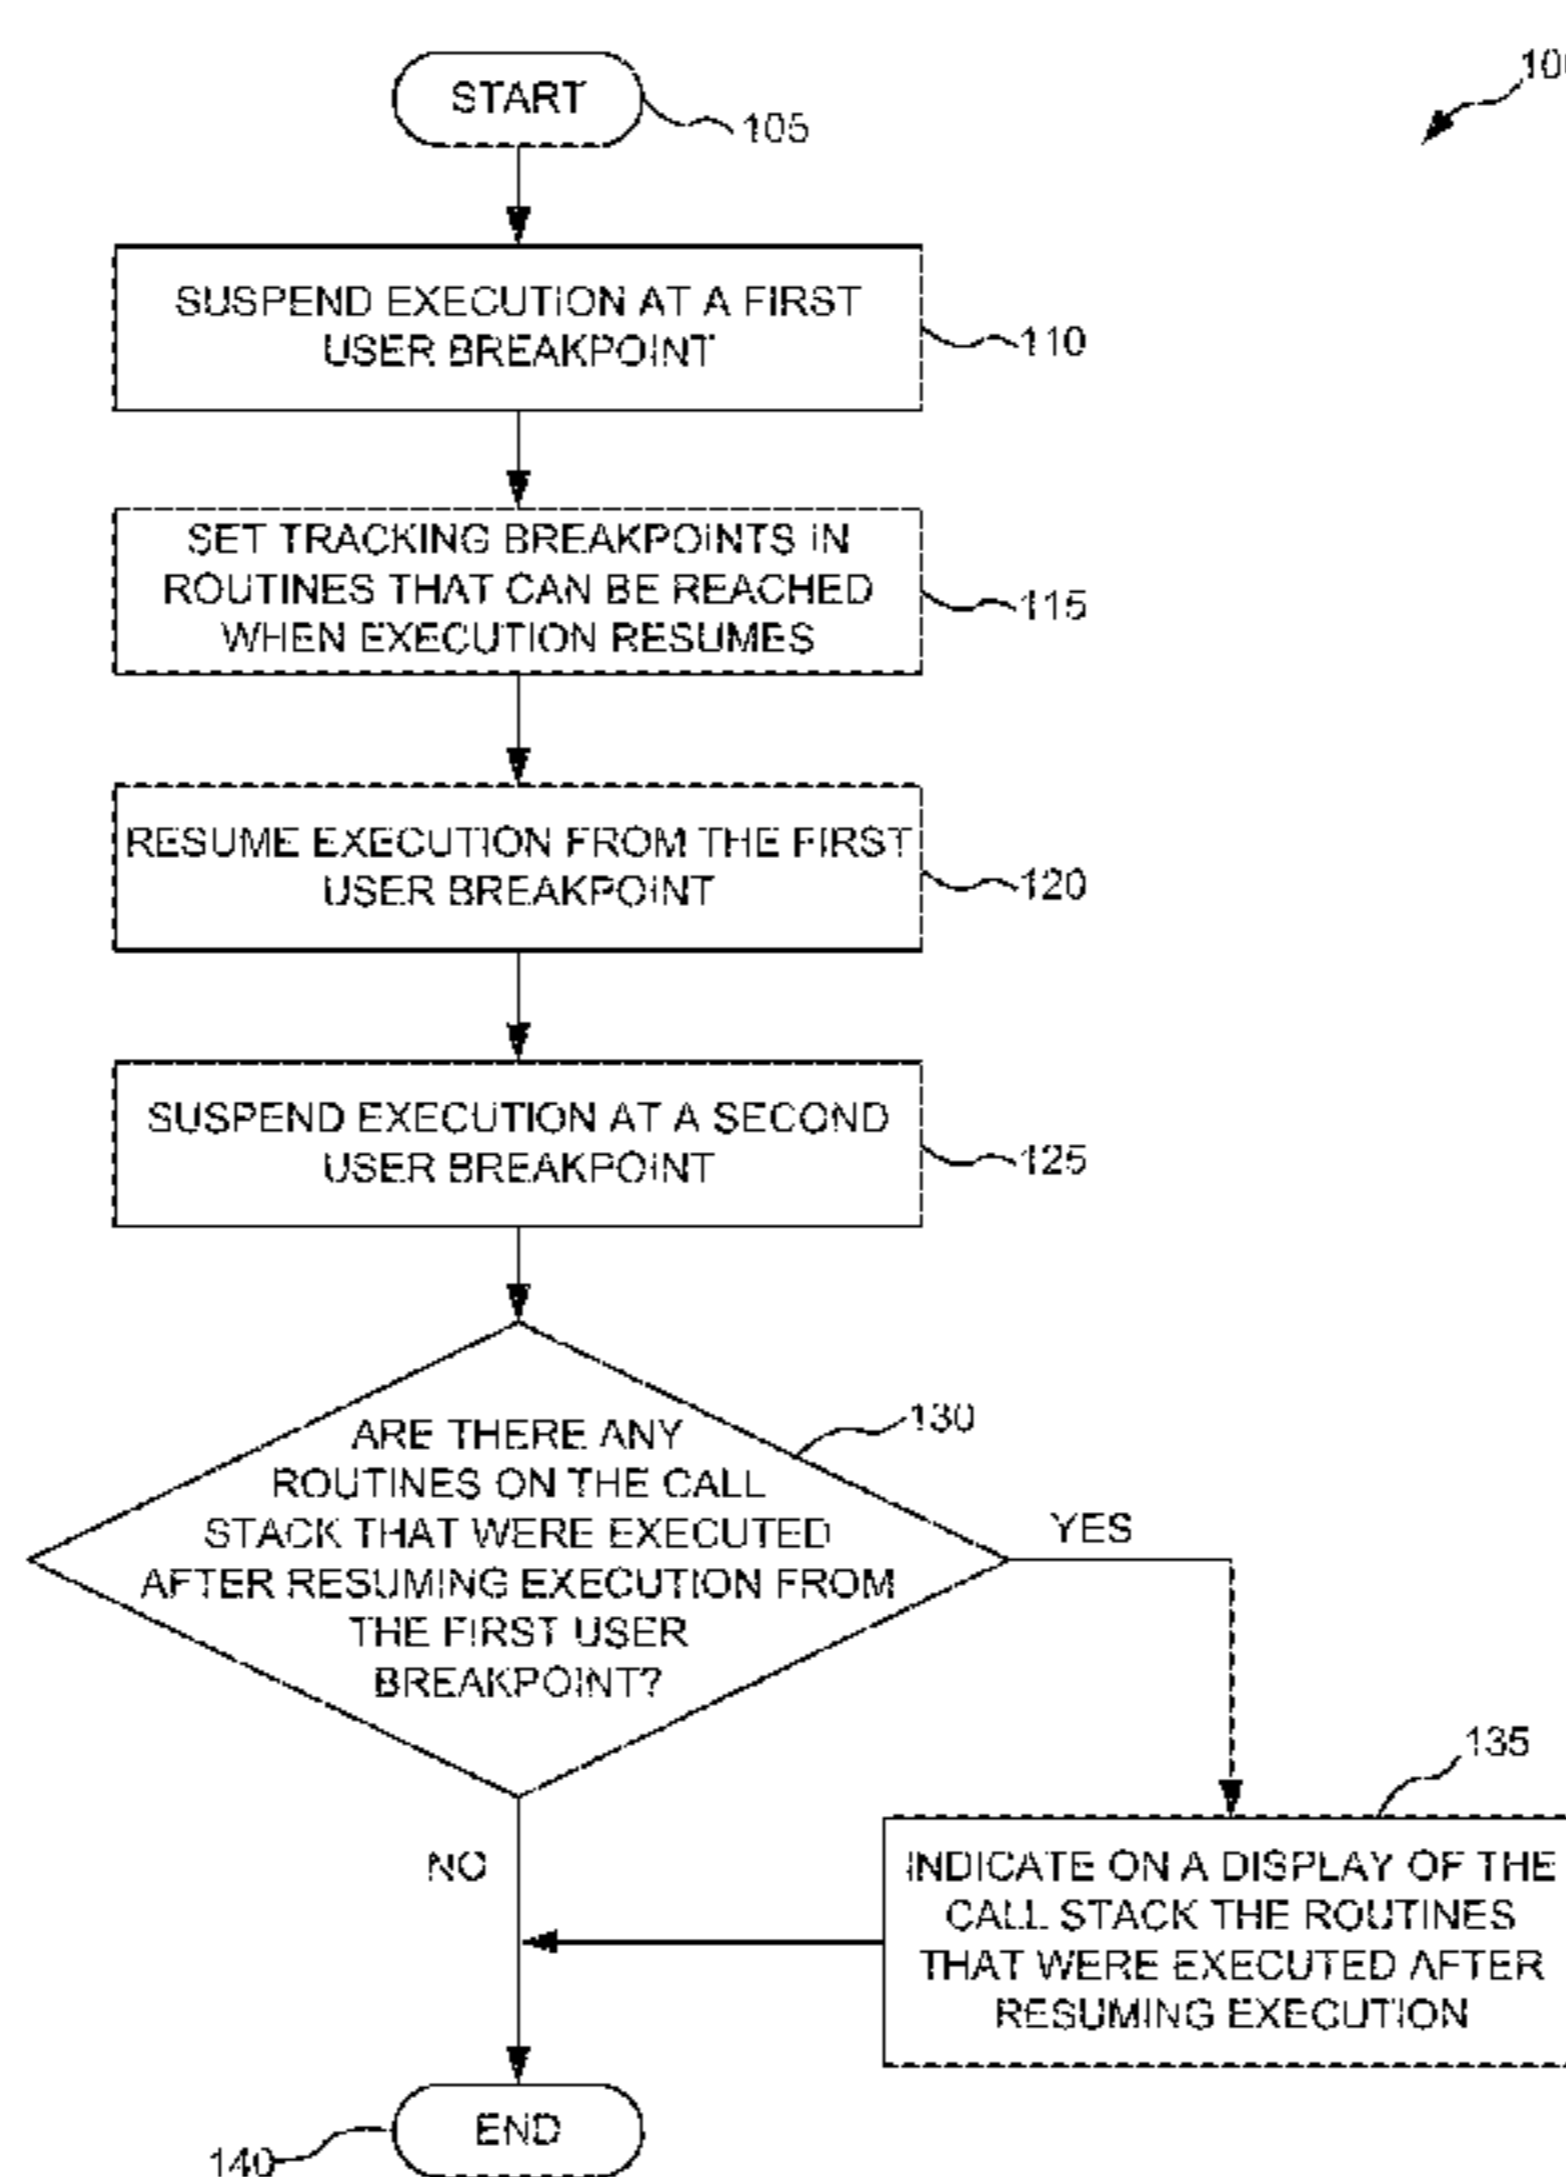 START
105
SUSPEND EXECUTION AT A FIRST
USER BREAKPOINT
110
SET TRACKING BREAKPOINTS IN
ROUTINES THAT CAN BE REACHED
WHEN EXECUTION RESUMES
115
RESUME EXECUTION FROM THE FIRST
USER BREAKPOINT
120
SUSPEND EXECUTION AT A SECOND
USER BREAKPOINT
125
ARE THERE ANY
ROUTINES ON THE CALL
STACK THAT WERE EXECUTED
AFTER RESUMING EXECUTION FROM
THE FIRST USER
BREAKPOINT?
130
YES
NO
135
INDICATE ON A DISPLAY OF THE
CALL STACK THE ROUTINES
THAT WERE EXECUTED AFTER
RESUMING EXECUTION
END
140